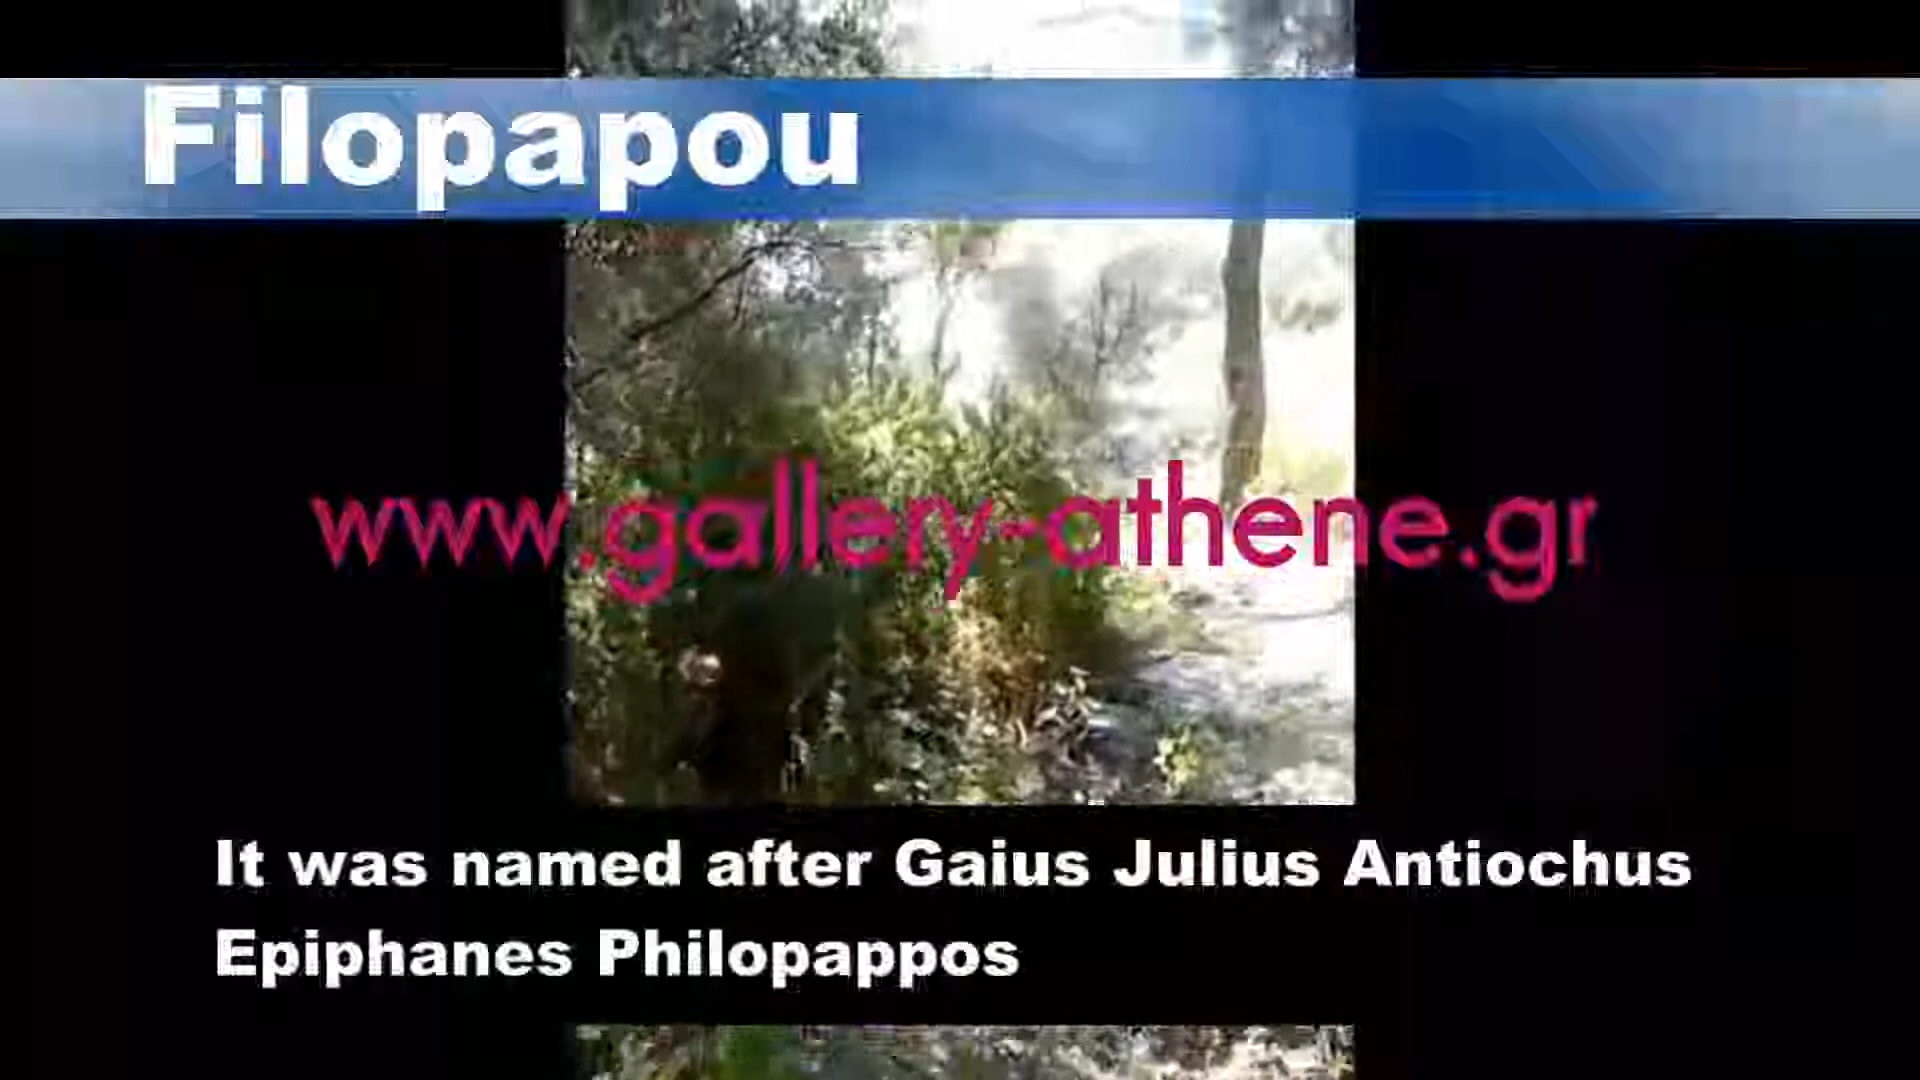 Filopapou
www.gallery-athene.gr
It was named after Gaius Julius Antiochus
Epiphanes Philopappos